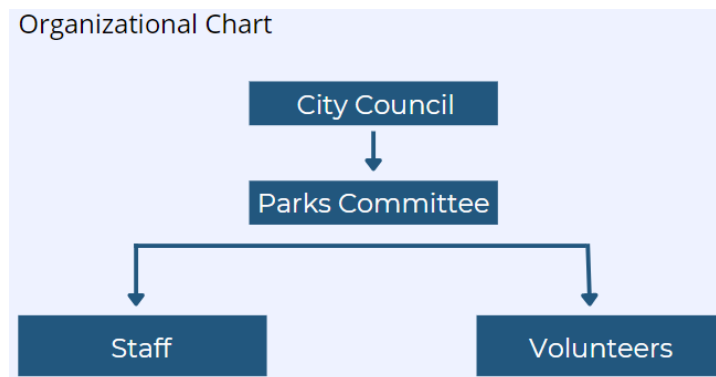 Organizational Chart
City Council
Parks Committee
Staff
Volunteers